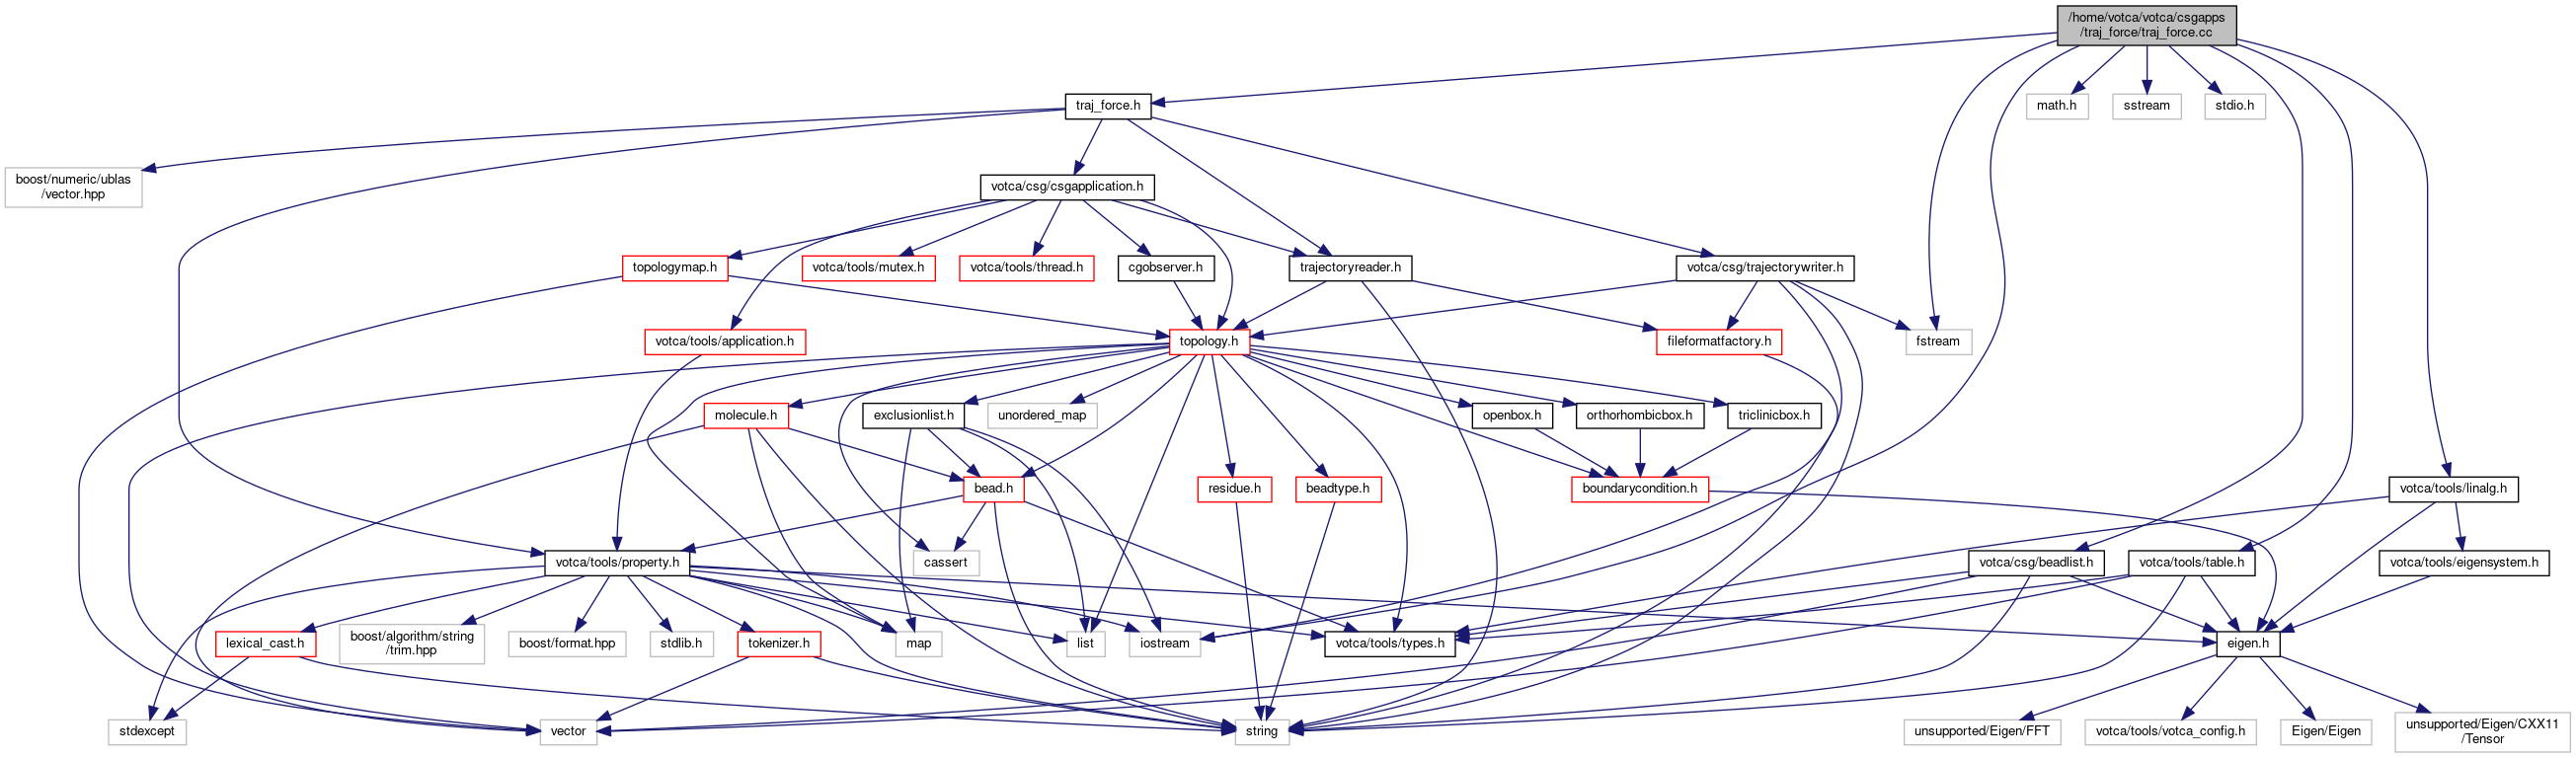 /home/votca/votca/csgapps
/traj_force/traj_force.cc
traj_force.h
math.h
sstream
stdio.h
boost/numeric/ublas
/vector.hpp
votca/csg/csgapplication.h
topologymap.h
votca/tools/mutex.h
votca/tools/thread.h
cgobserver.h
trajectoryreader.h
votca/csg/trajectorywriter.h
votca/tools/application.h
topology.h
fileformatfactory.h
fstream
molecule.h
exclusionlist.h
unordered_map
openbox.h
orthorhombicbox.h
triclinicbox.h
bead.h
residue.h
beadtype.h
boundarycondition.h
votca/tools/linalg.h
votca/tools/property.h
cassert
votca/csg/beadlist.h
votca/tools/table.h
votca/tools/eigensystem.h
lexical_cast.h
boost/algorithm/string
/trim.hpp
boost/format.hpp
stdlib.h
tokenizer.h
map
list
iostream
votca/tools/types.h
eigen.h
stdexcept
vector
string
unsupported/Eigen/FFT
votca/tools/votca_config.h
Eigen/Eigen
unsupported/Eigen/CXX11
/Tensor